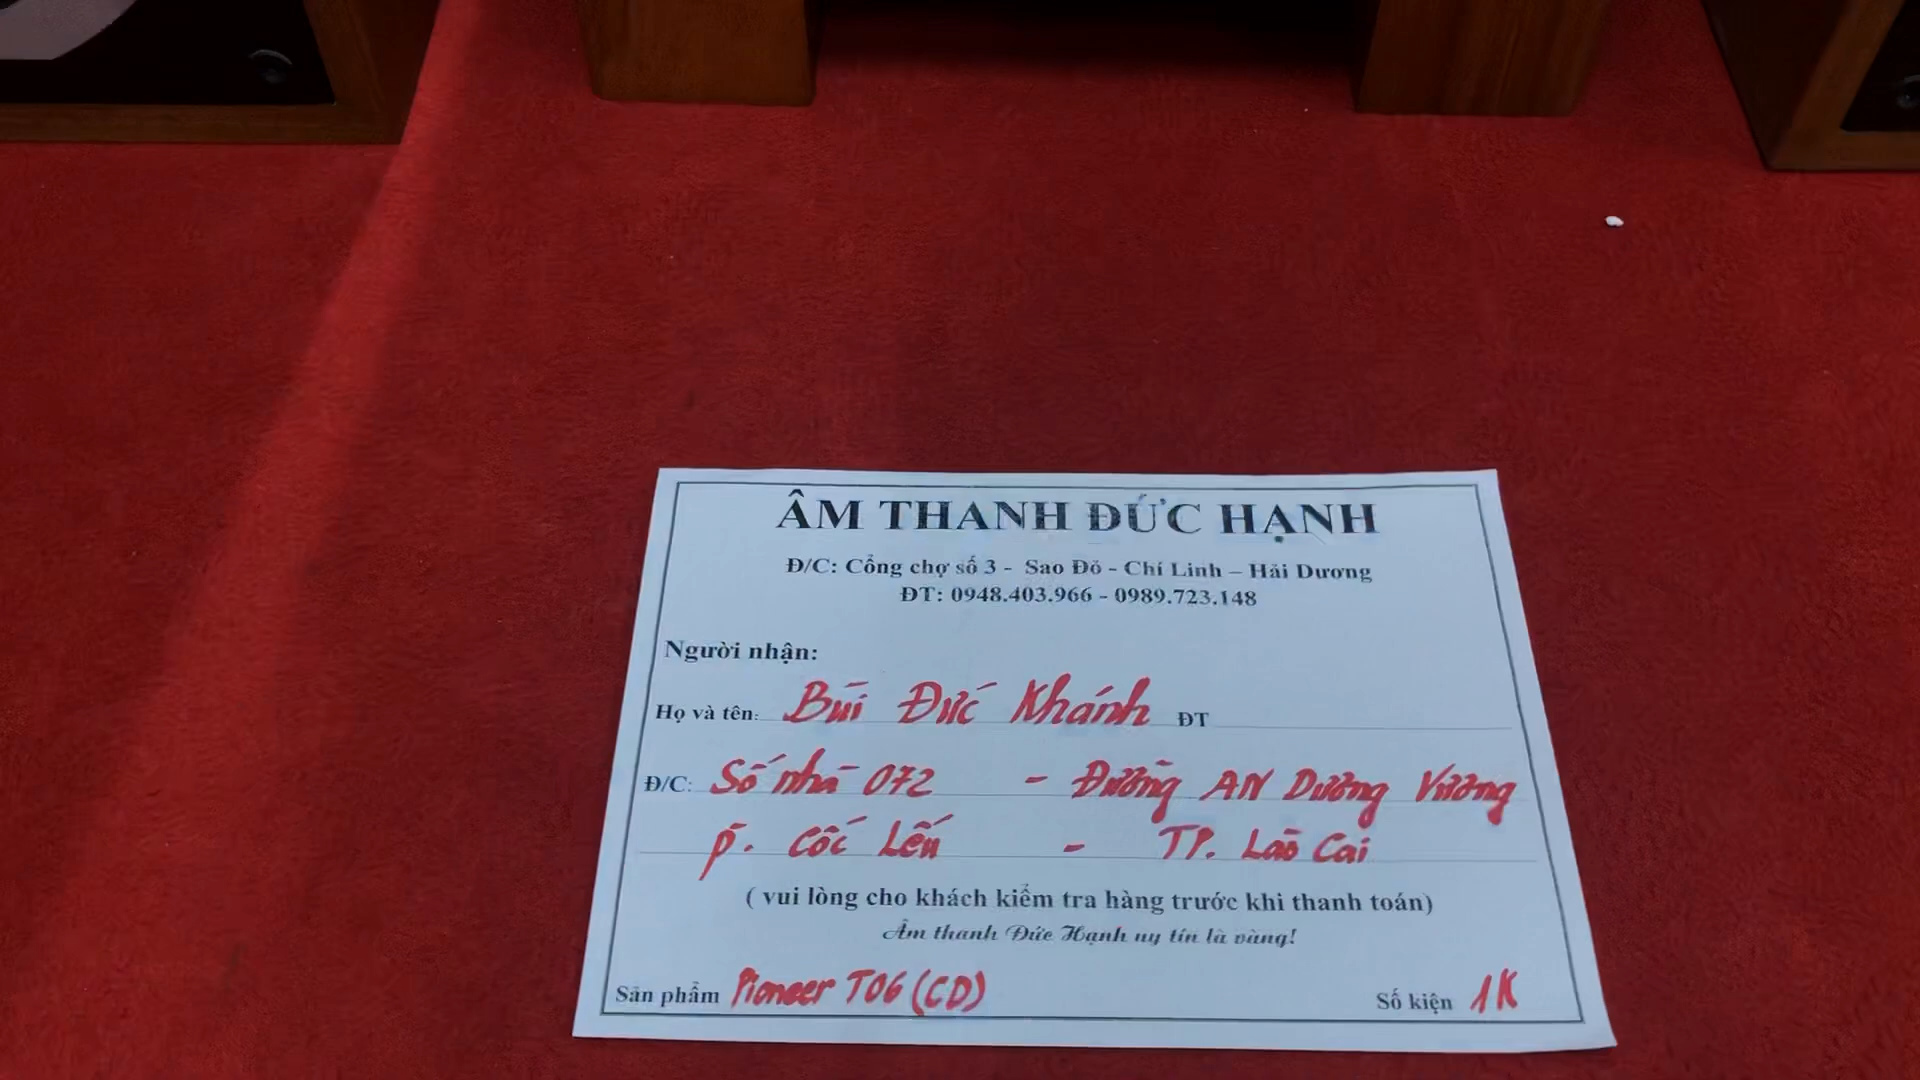 ÂM THANH ĐỨC HẠNH
Đ/C: Cổng chợ số 3 - Sao Đỏ - Chí Linh – Hải Dương
ĐT: 0948.403.966 - 0989.723.148
Người nhận:
Họ và tên: Bùi Đức Khánh ĐT
Đ/C: Số nhà 072 - Đường AN Dương Vương
P. Cốc Lếu - TP. Lào Cai
( vui lòng cho khách kiểm tra hàng trước khi thanh toán)
Âm thanh Đức Hạnh uy tín là vàng!
Sản phẩm Pioneer T06 (CD) Số kiện 1K